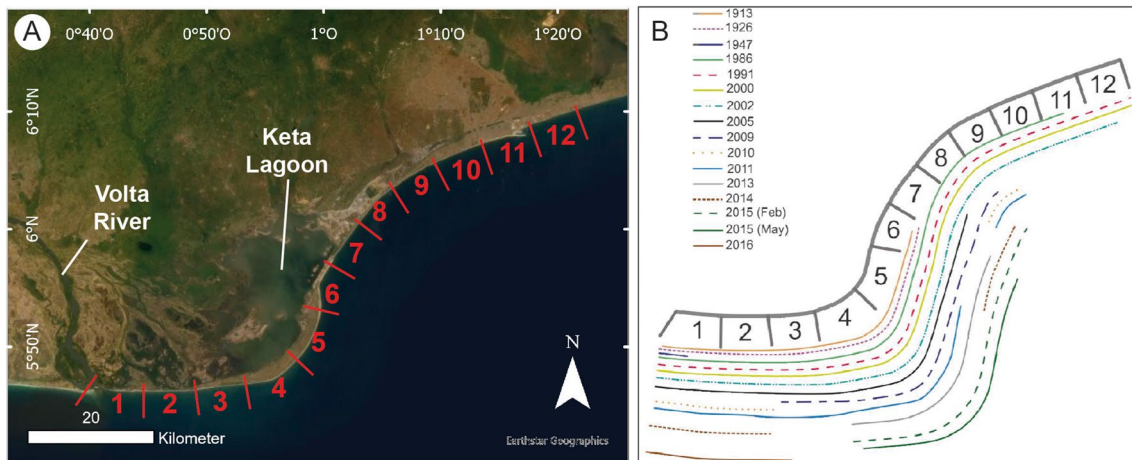 A
0°40'E
0°50'E
1°0
1°10'E
1°20'E
6°10'N
6°N
5°50'N
Keta
Lagoon
Volta
River
1
2
3
4
5
6
7
8
9
10
11
12
N
20
Kilometer
Earthstar Geographics
B
1913
1926
1947
1986
1991
2000
2002
2005
2009
2010
2011
2013
2014
2015 (Feb)
2015 (May)
2016
1
2
3
4
5
6
7
8
9
10
11
12